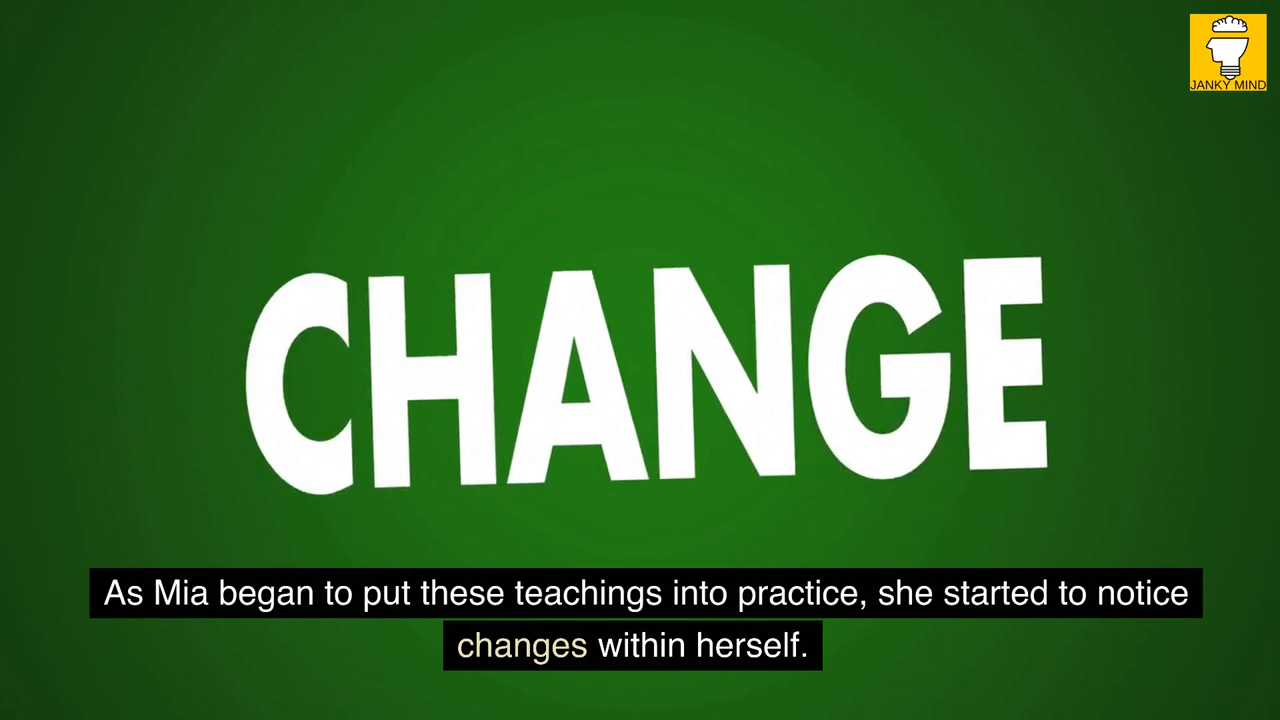 JANKY MIND
CHANGE
As Mia began to put these teachings into practice, she started to notice
changes within herself.